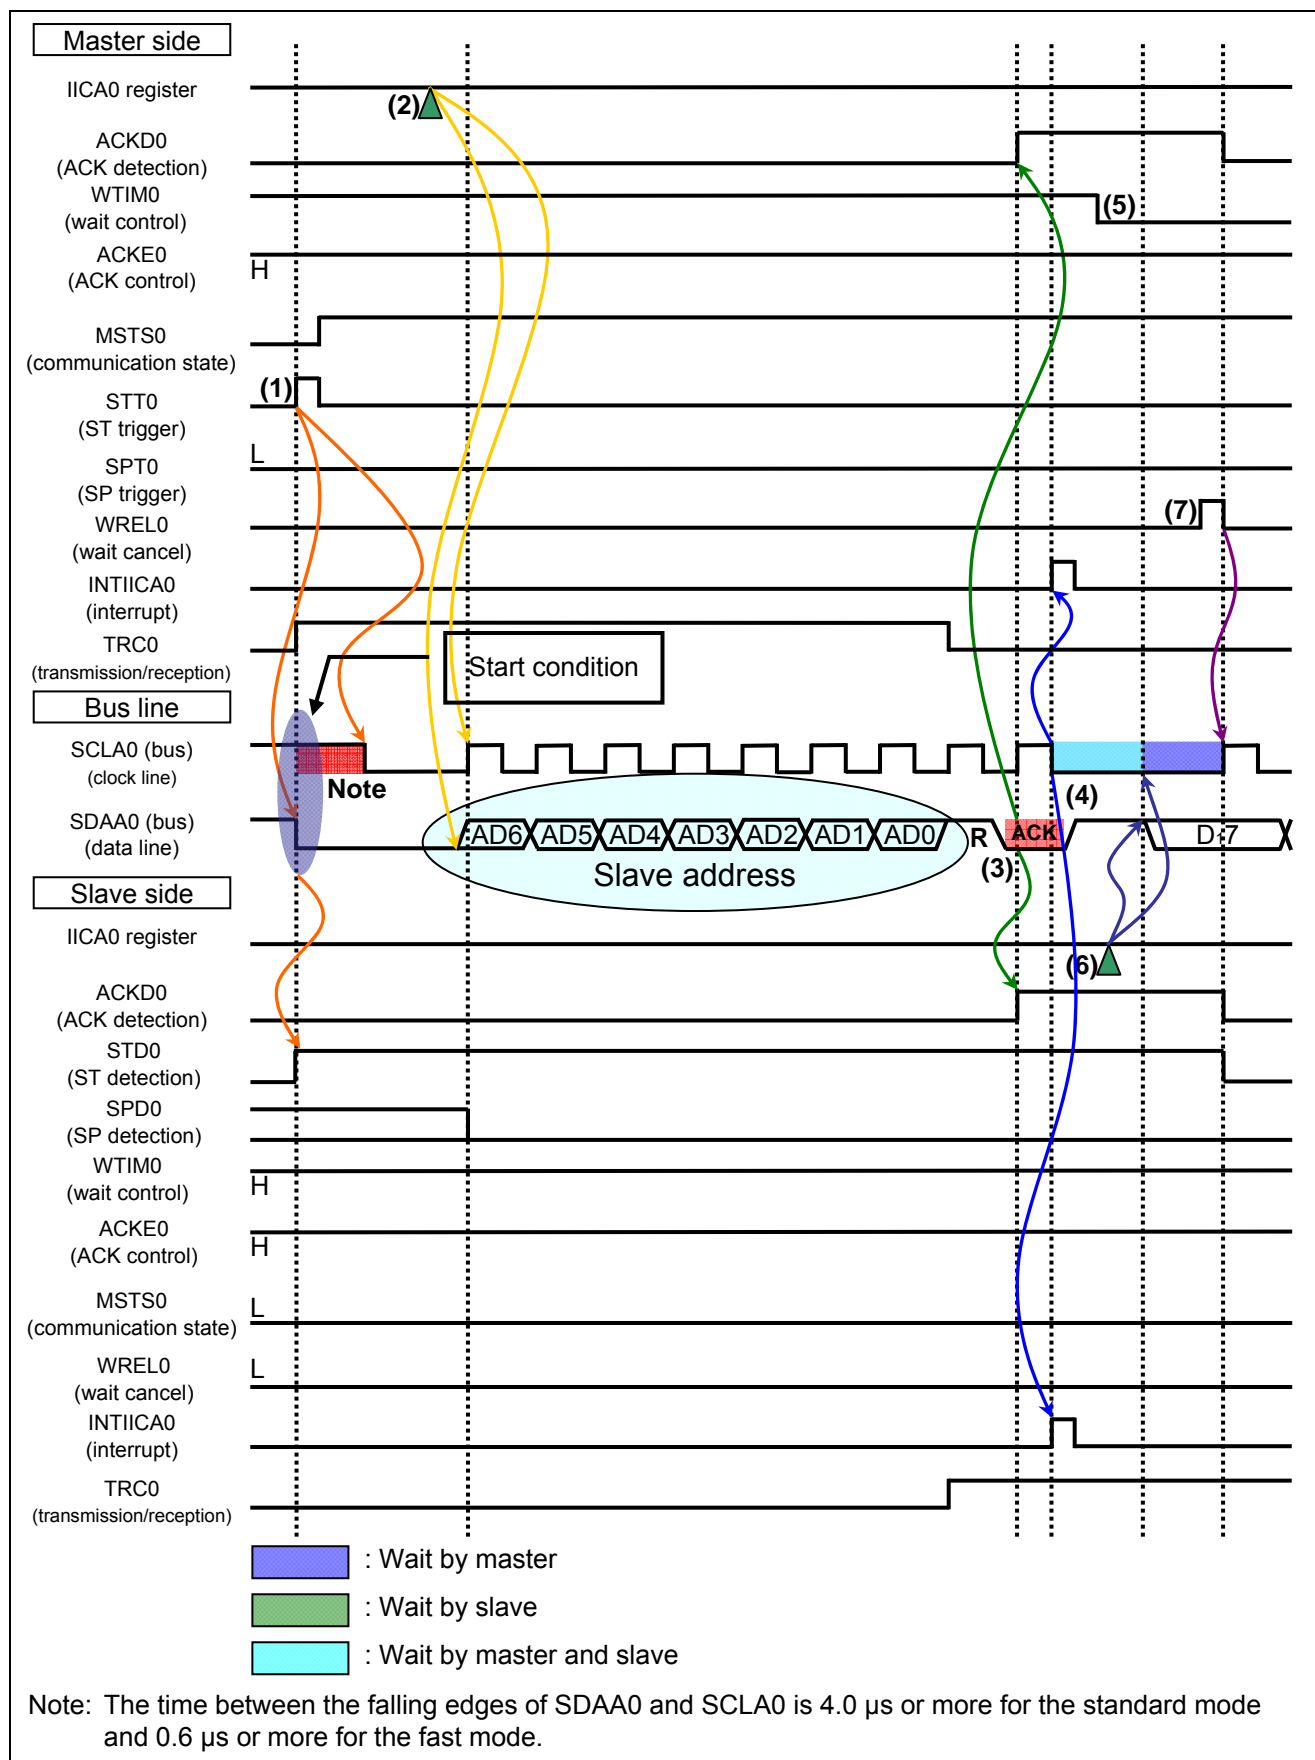 Master side
IICA0 register
(2)
ACKD0
(ACK detection)
WTIM0
(wait control)
(5)
ACKE0
(ACK control)
H
MSTS0
(communication state)
(1)
STT0
(ST trigger)
L
SPT0
(SP trigger)
WREL0
(wait cancel)
(7)
INTIICA0
(interrupt)
TRC0
(transmission/reception)
Start condition
Bus line
SCLA0 (bus)
(clock line)
Note
(4)
SDAA0 (bus)
(data line)
AD6 AD5 AD4 AD3 AD2 AD1 AD0 R ACK D17
(3)
Slave address
Slave side
IICA0 register
(6)
ACKD0
(ACK detection)
STD0
(ST detection)
SPD0
(SP detection)
WTIM0
(wait control)
H
ACKE0
(ACK control)
H
MSTS0
(communication state)
L
WREL0
(wait cancel)
L
INTIICA0
(interrupt)
TRC0
(transmission/reception)
: Wait by master
: Wait by slave
: Wait by master and slave
Note: The time between the falling edges of SDAA0 and SCLA0 is 4.0 µs or more for the standard mode
and 0.6 µs or more for the fast mode.